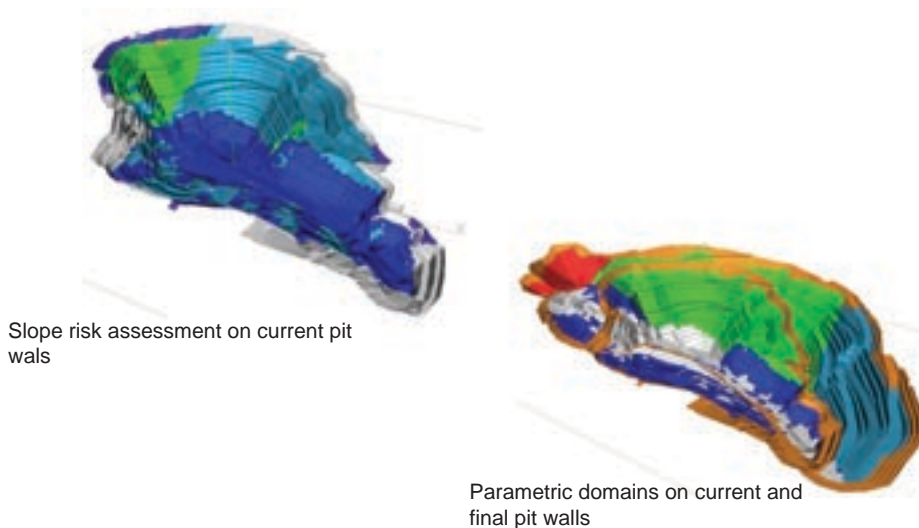 Slope risk assessment on current pit
wals
Parametric domains on current and
final pit walls